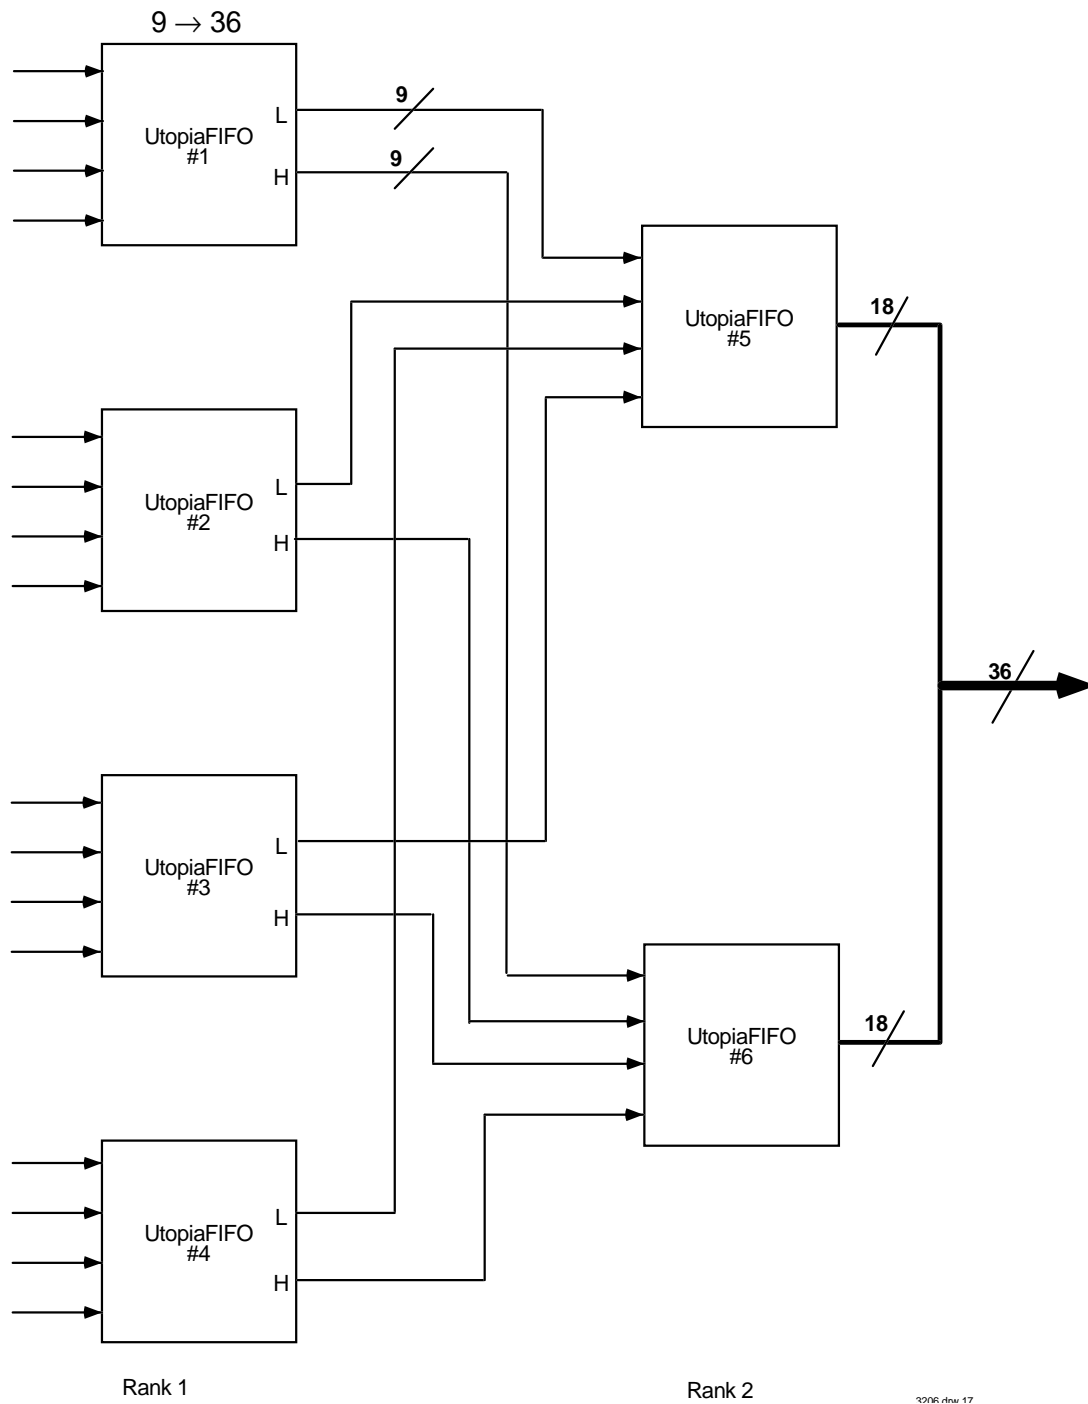 9 → 36
UtopiaFIFO
#1
L
H
9
9
UtopiaFIFO
#2
L
H
UtopiaFIFO
#3
L
H
UtopiaFIFO
#4
L
H
UtopiaFIFO
#5
18
UtopiaFIFO
#6
18
36
Rank 1
Rank 2
3206 drw 17